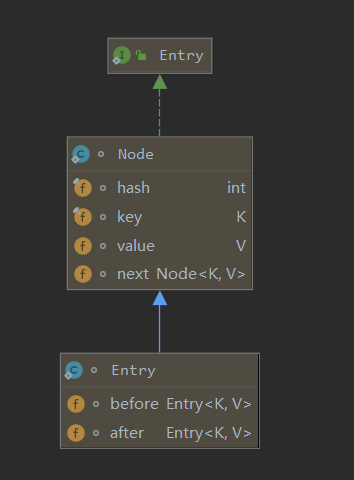 Entry
Node
hash int
key K
value V
next Node<K, V>
Entry
before Entry<K, V>
after Entry<K, V>